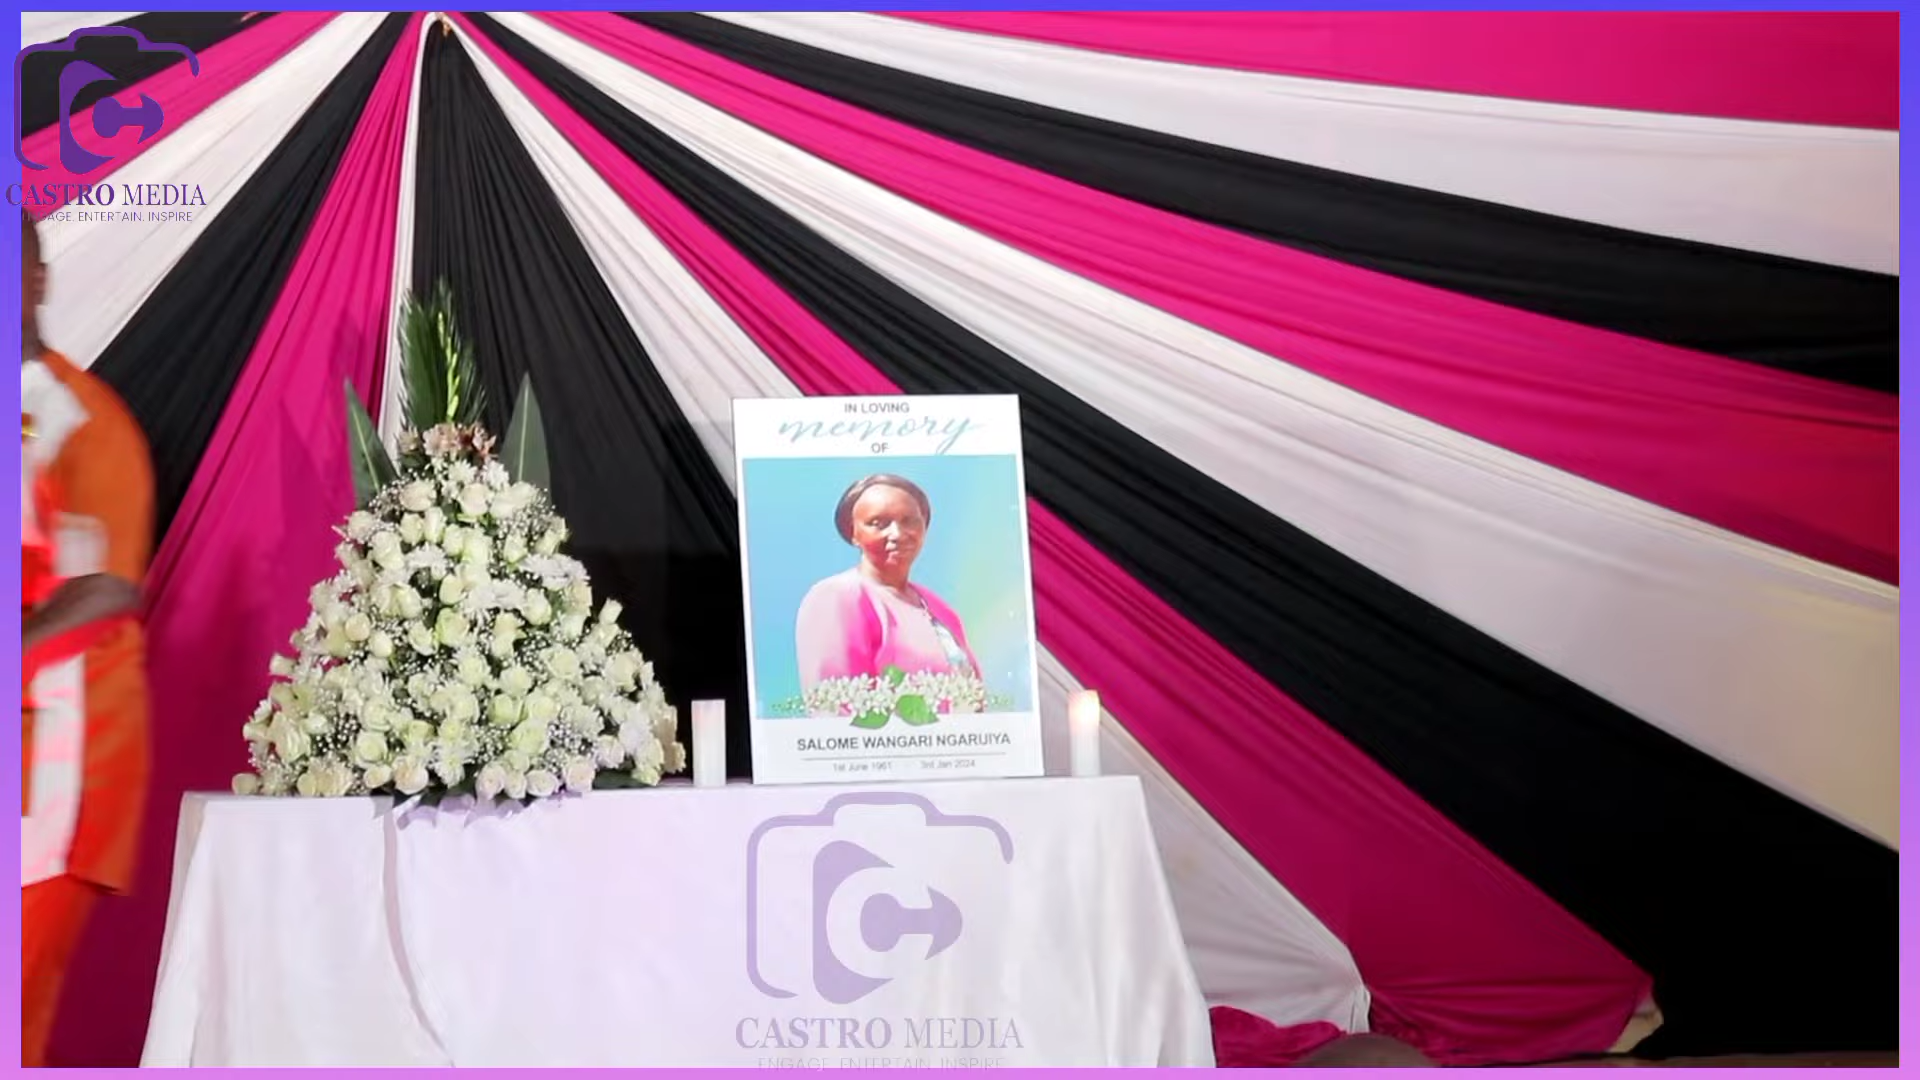 CASTRO MEDIA
ENGAGE. ENTERTAIN. INSPIRE
IN LOVING
memory
OF
SALOME WANGARI NGARUIYA
1st June 1961 3rd Jan 2024
CASTRO MEDIA
ENGAGE. ENTERTAIN. INSPIRE